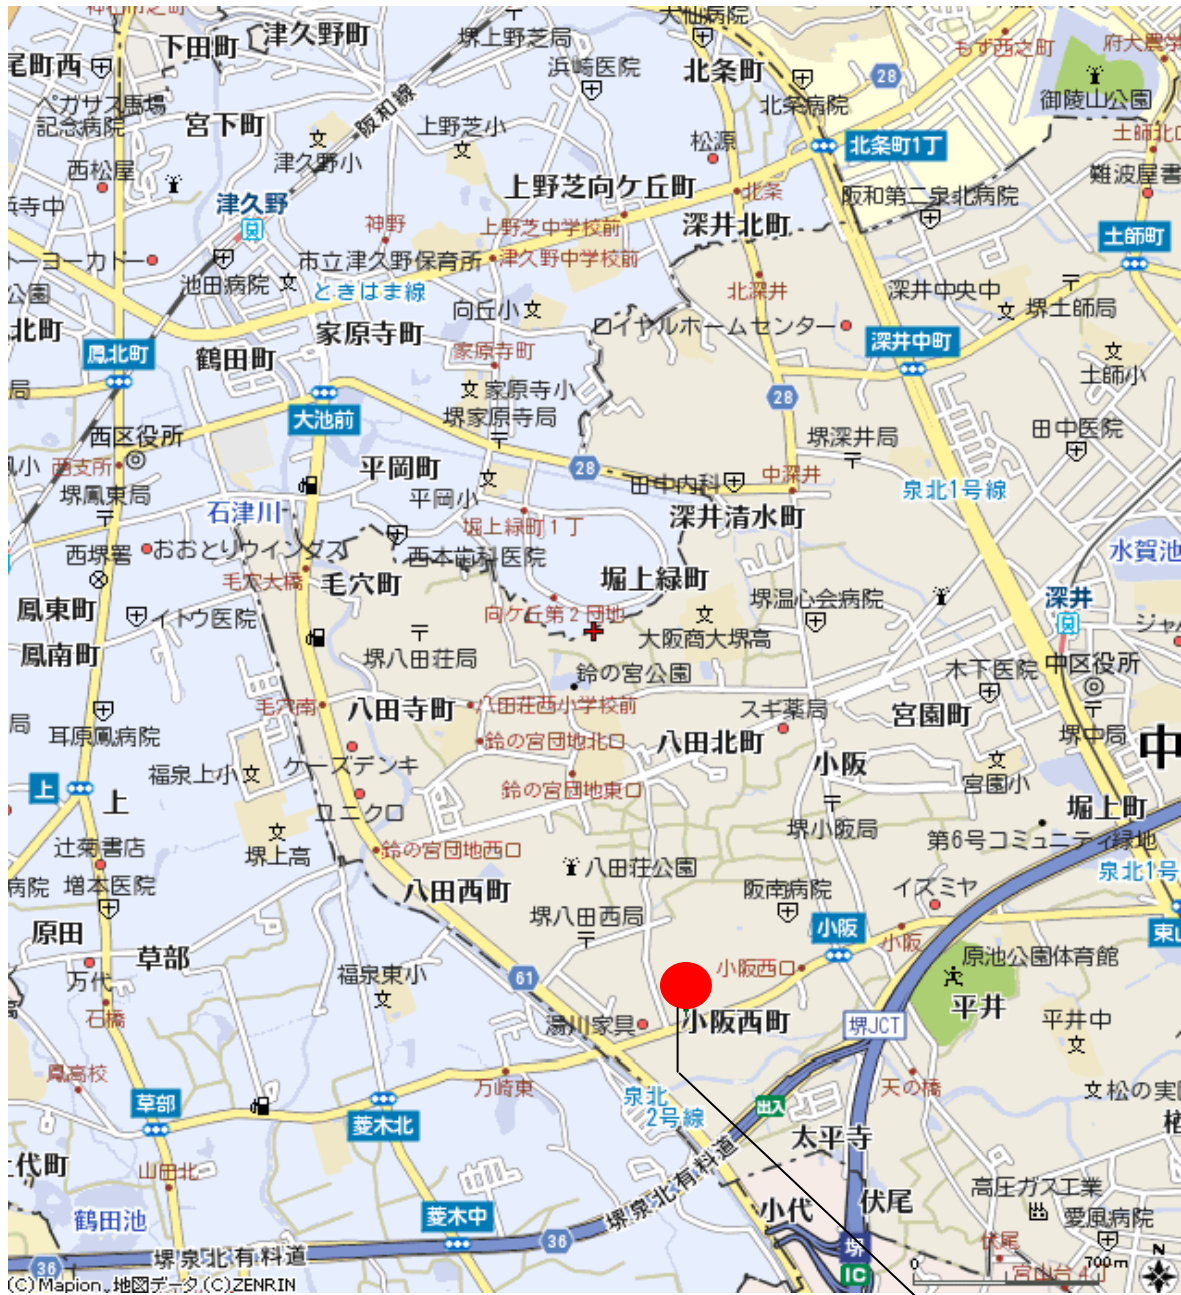 下田町
津久野町
堺上野芝局
大仙病院
もず西之町
尾町西
浜崎医院
北条町
28
北条病院
御陵山公園
ペガサス馬場
記念病院
宮下町
阪和線
上野芝小
松源
北条町1丁
西松屋
津久野小
上野芝向ケ丘町
北条
阪和第二泉北病院
津久野
神野
上野芝中学校前
深井北町
土師町
トーヨーカドー
池田病院
市立津久野保育所
津久野中学校前
ときはま線
北深井
深井中央中
堺土師局
向丘小
ロイヤルホームセンター
北町
家原寺町
鳳北町
鶴田町
家原寺町
深井中町
土師小
家原寺小
28
大池前
堺家原寺局
堺深井局
田中医院
西区役所
西支所
平岡町
28
田中内科
中深井
泉北1号線
堺鳳東局
石津川
平岡小
堀上緑町1丁
深井清水町
西堺署
おおとりウイングス
西本歯科医院
水賀池
毛穴大橋
毛穴町
堀上緑町
鳳東町
イトウ医院
向ケ丘第2団地
堺温心会病院
深井
大阪商大堺高
鳳南町
堺八田荘局
鈴の宮公園
木下医院
中区役所
毛穴南
八田寺町
八田荘西小学校前
スギ薬局
宮園町
耳原鳳病院
鈴の宮団地北口
八田北町
堺中局
中
福泉上小
ケーズデンキ
小阪
宮園小
上
上
ユニクロ
鈴の宮団地東口
堀上町
辻菊書店
堺上高
鈴の宮団地西口
堺小阪局
第6号コミュニティ緑地
増本医院
八田西町
八田荘公園
阪南病院
イズミヤ
泉北1号
原田
堺八田西局
小阪
小阪
草部
万代
福泉東小
61
小阪西口
原池公園体育館
石橋
湯川家具
小阪西町
堺JCT
平井
平井中
鳳高校
万崎東
天の橋
草部
菱木北
泉北
2号線
出入
松の実園
太平寺
山田北
鶴田池
菱木中
堺泉北有料道
小代
伏尾
高圧ガス工業
愛風病院
36
36
堺泉北有料道
堺
IC
伏尾
宮山台4丁
0
700m
N
(C)Mapion,地図データ(C)ZENRIN